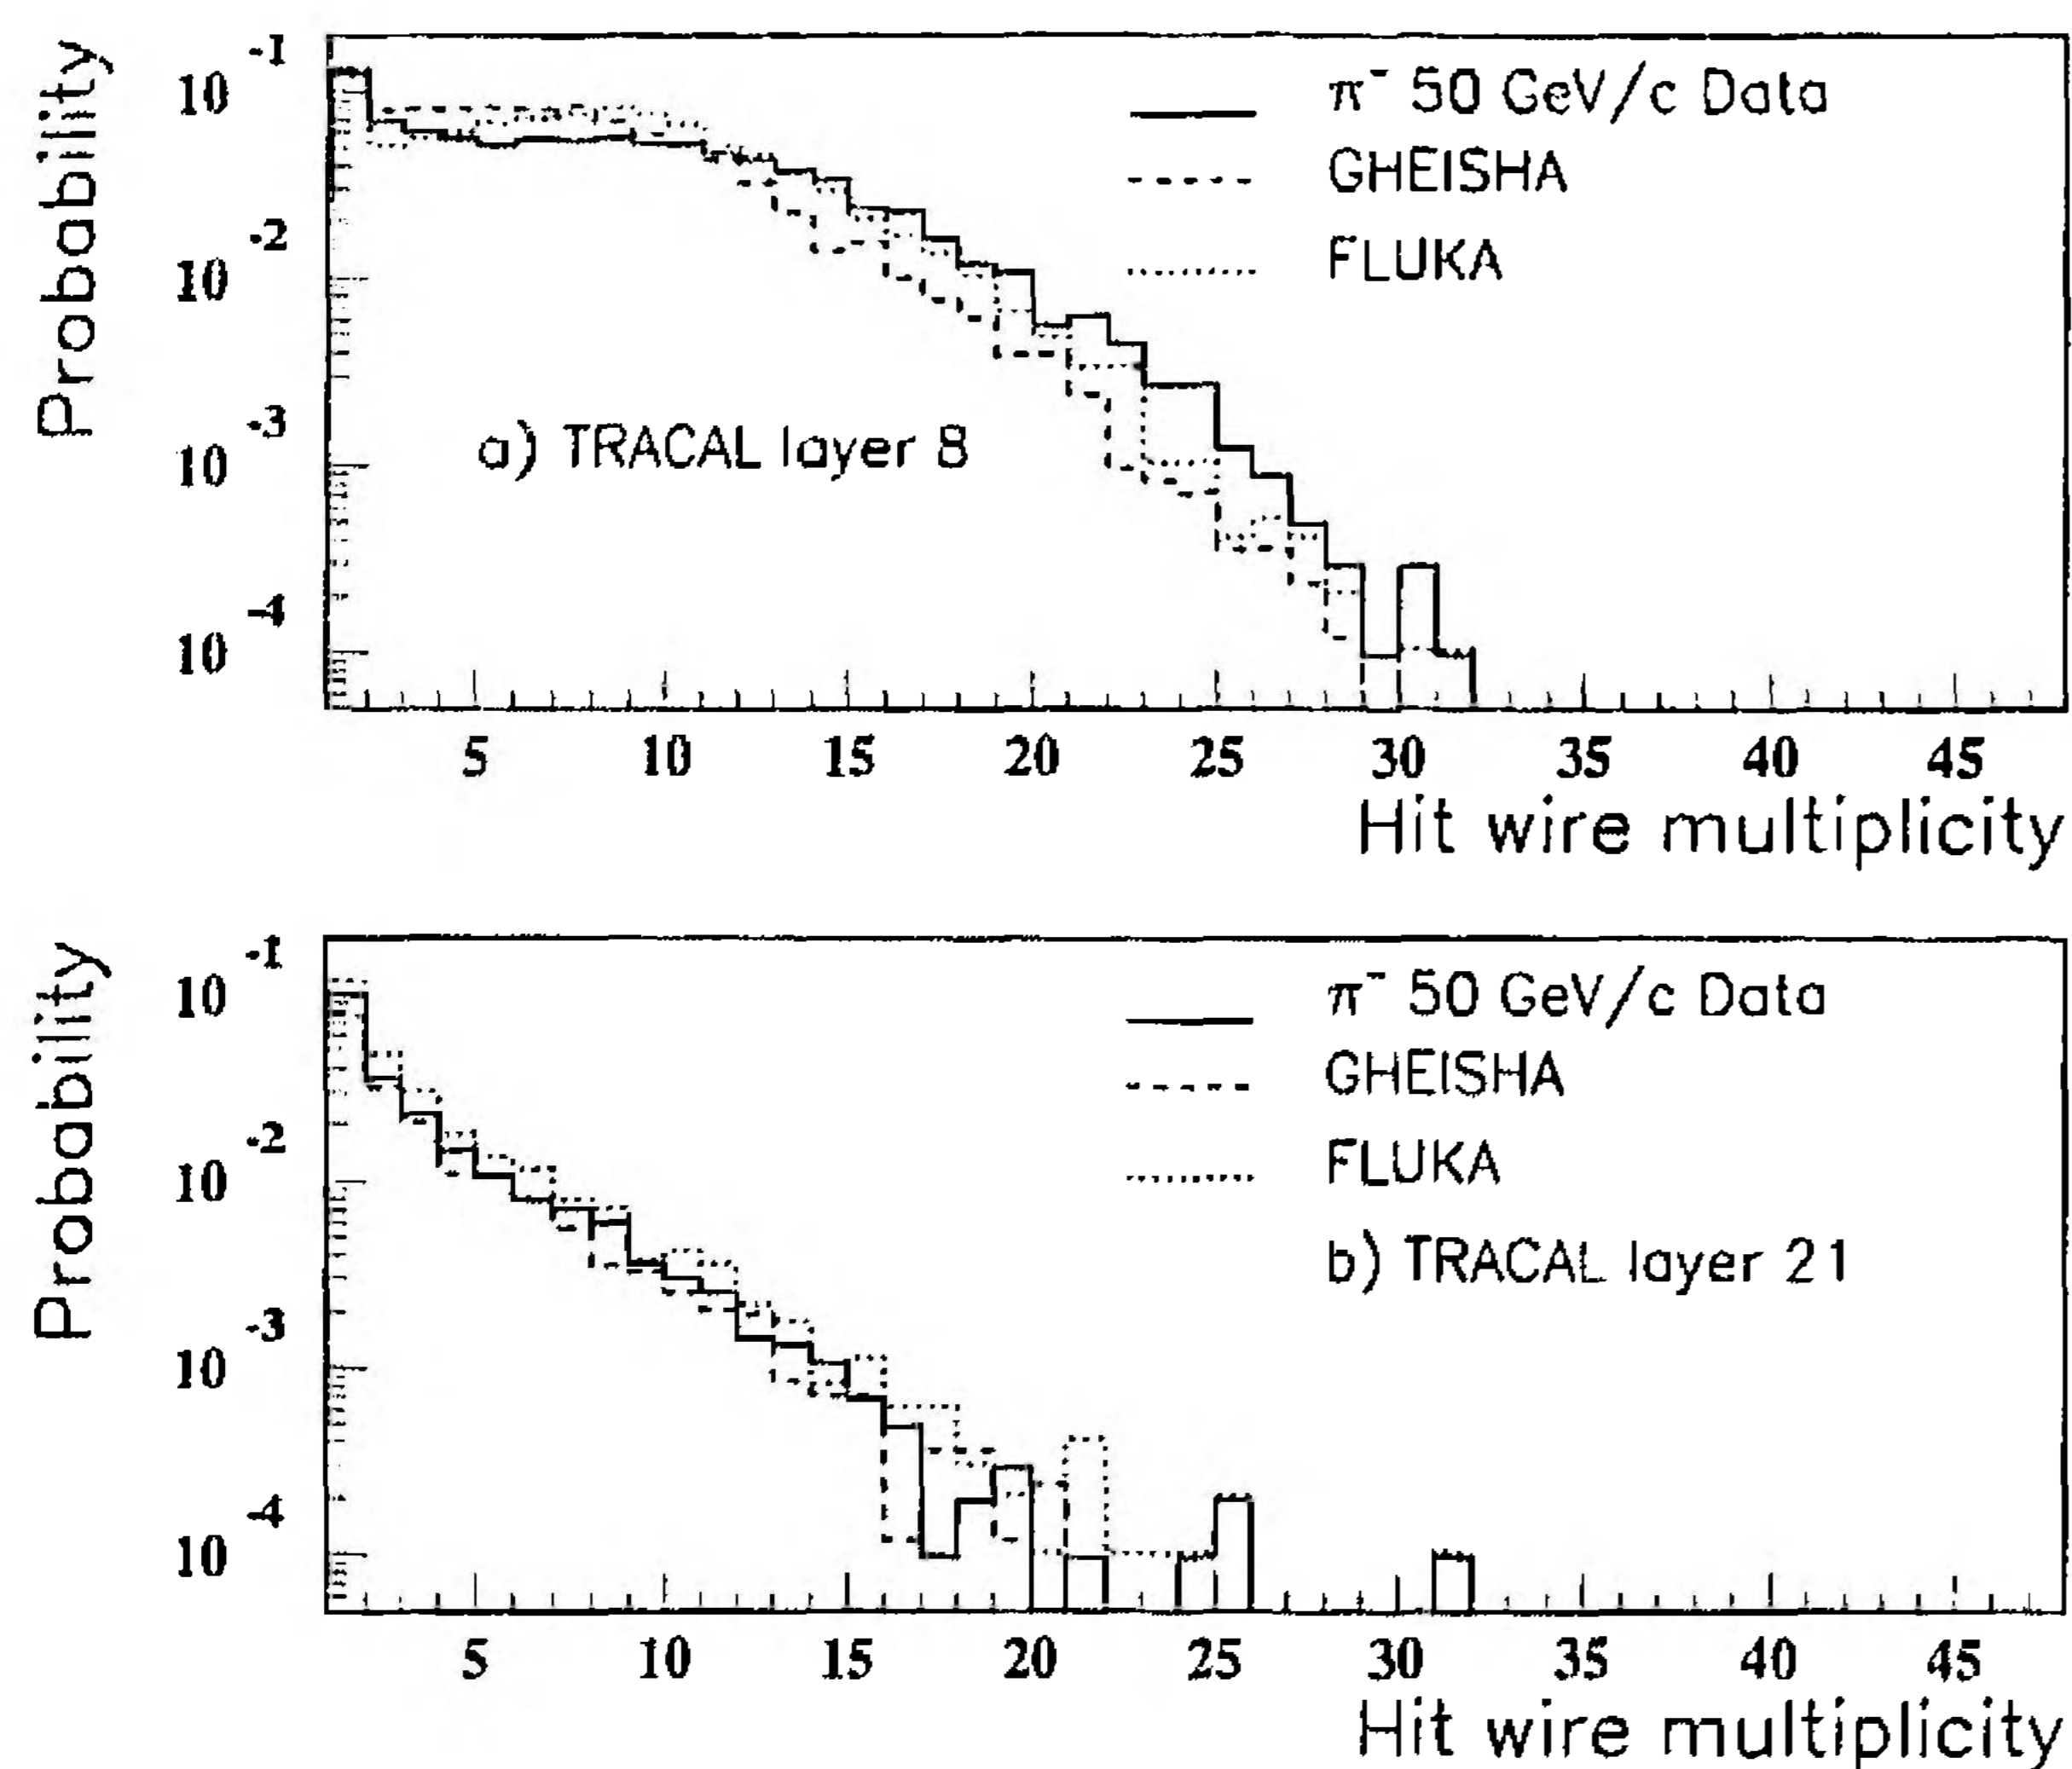 Probability
10 -1
10 -2
10 -3
10 -4
π⁻ 50 GeV/c Data
GHEISHA
FLUKA
a) TRACAL layer 8
5 10 15 20 25 30 35 40 45
Hit wire multiplicity
Probability
10 -1
10 -2
10 -3
10 -4
π⁻ 50 GeV/c Data
GHEISHA
FLUKA
b) TRACAL layer 21
5 10 15 20 25 30 35 40 45
Hit wire multiplicity